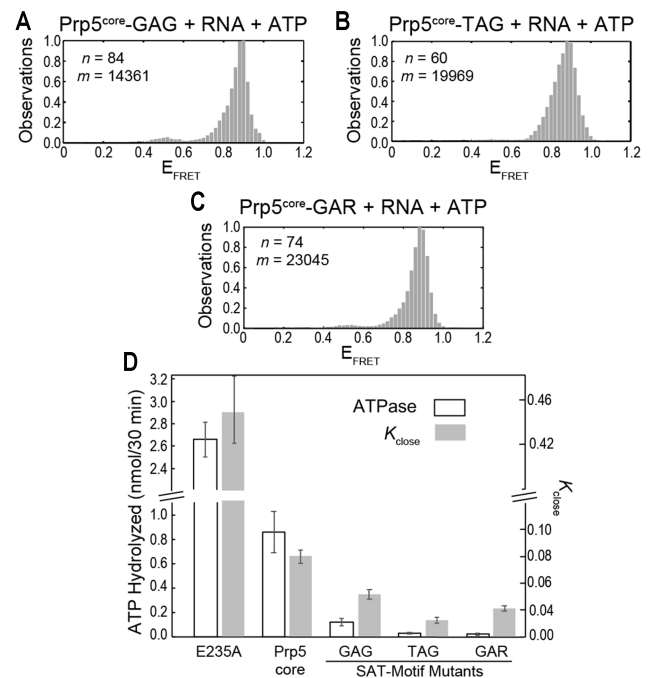 A
Prp5core-GAG + RNA + ATP
Observations
1.0
0.8
0.6
0.4
0.2
0.0
n = 84
m = 14361
0 0.2 0.4 0.6 0.8 1.0 1.2
EFRET
B
Prp5core-TAG + RNA + ATP
Observations
1.0
0.8
0.6
0.4
0.2
0.0
n = 60
m = 19969
0 0.2 0.4 0.6 0.8 1.0 1.2
EFRET
C
Prp5core-GAR + RNA + ATP
Observations
1.0
0.8
0.6
0.4
0.2
0.0
n = 74
m = 23045
0 0.2 0.4 0.6 0.8 1.0 1.2
EFRET
D
ATP Hydrolyzed (nmol/30 min)
3.2
3.0
2.8
2.6
2.4
1.0
0.8
0.6
0.4
0.2
0.0
ATPase
Kclose
0.46
0.42
0.10
0.08
0.06
0.04
0.00
Kclose
E235A Prp5 core GAG TAG GAR
SAT-Motif Mutants